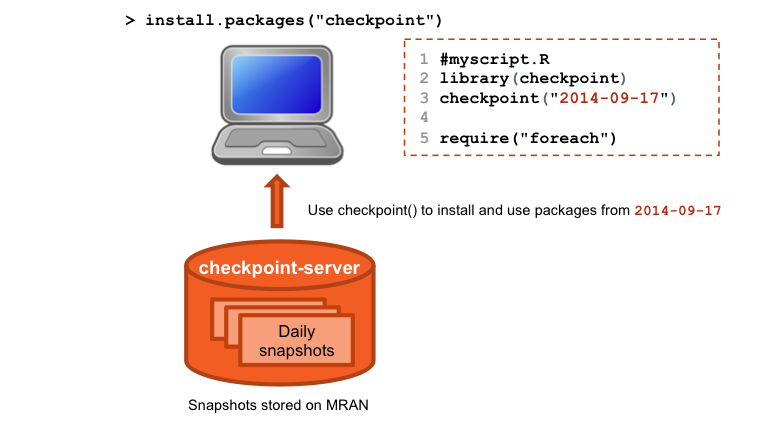 > install.packages("checkpoint")
1 #myscript.R
2 library(checkpoint)
3 checkpoint("2014-09-17")
4
5 require("foreach")
Use checkpoint() to install and use packages from 2014-09-17
checkpoint-server
Daily
snapshots
Snapshots stored on MRAN